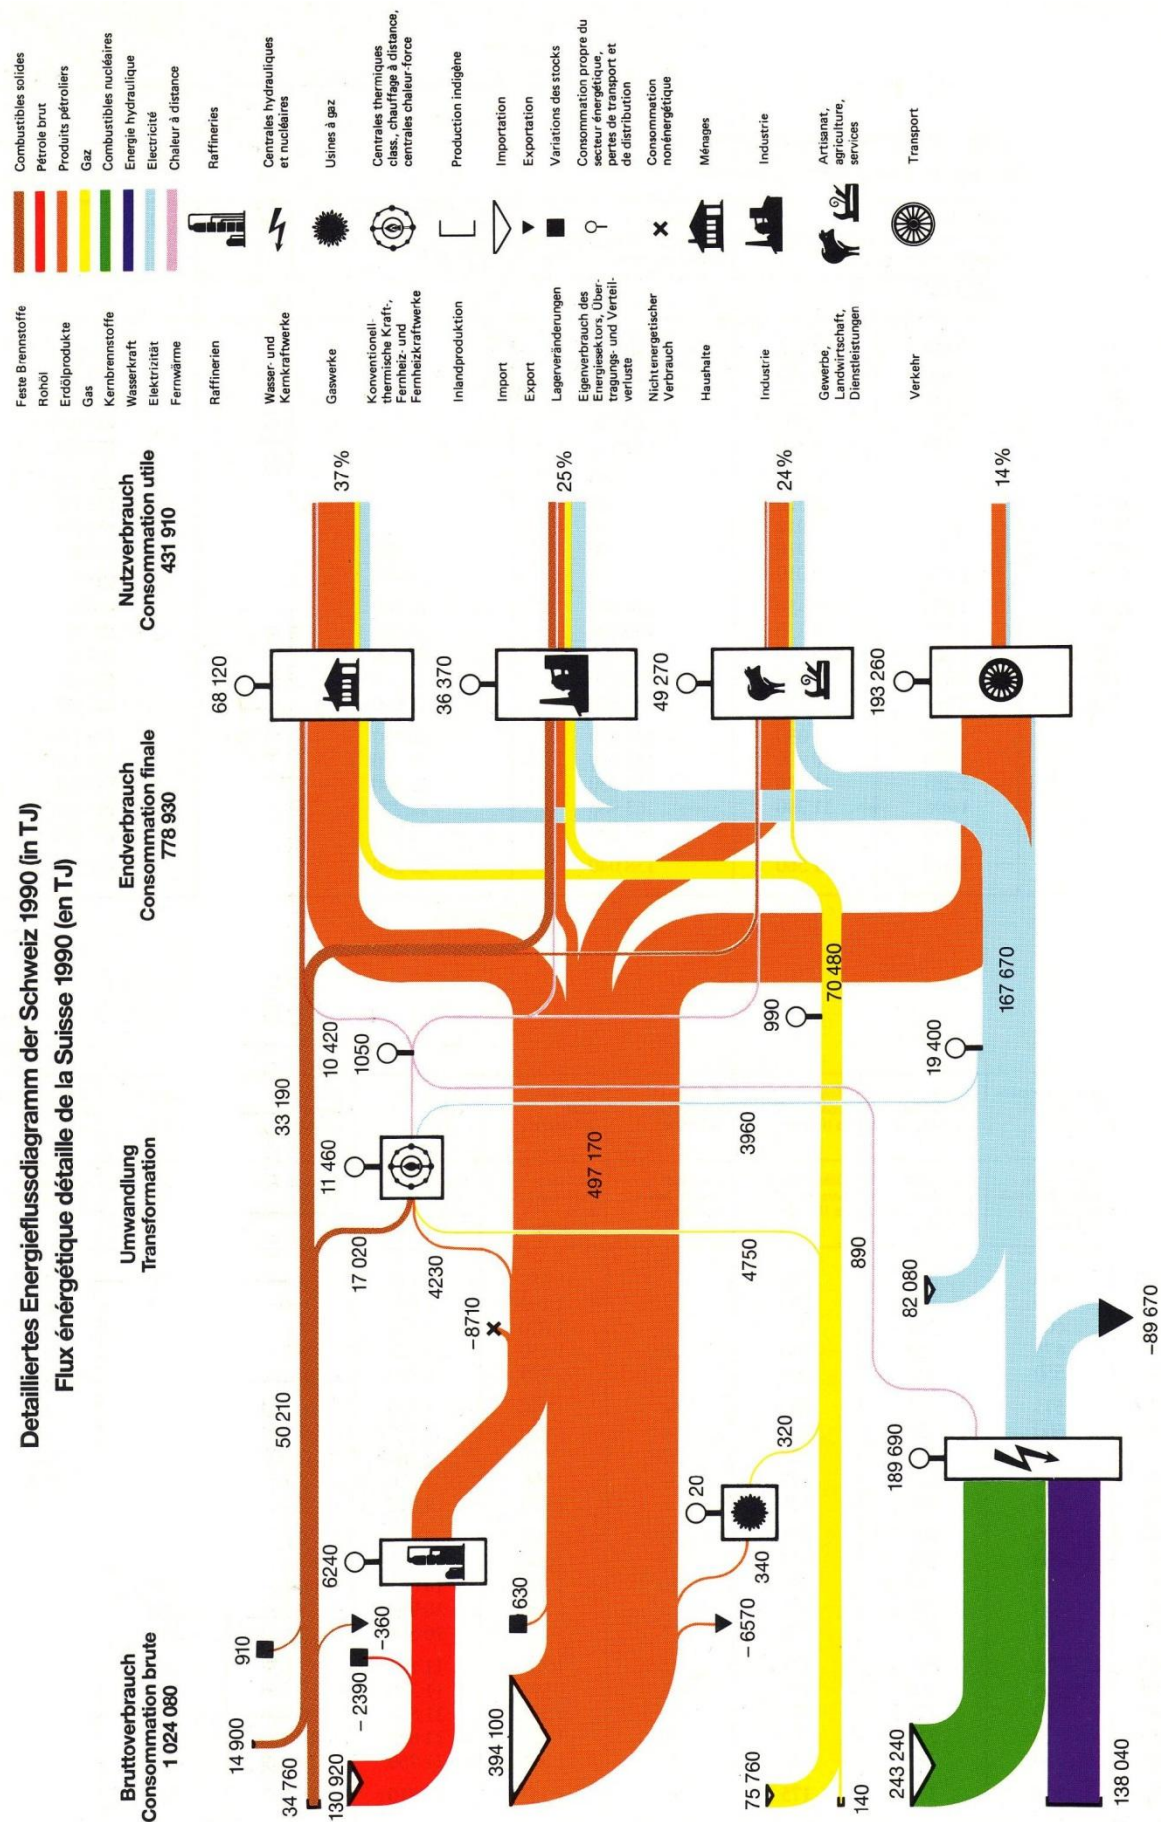 Detailliertes Energieflussdiagramm der Schweiz 1990 (in TJ)
Flux énérgétique détaille de la Suisse 1990 (en TJ)
Bruttoverbrauch
Consommation brute
1 024 080
Umwandlung
Transformation
Endverbrauch
Consommation finale
778 930
Nutzverbrauch
Consommation utile
431 910
14 900
910
34 760
50 210
33 190
68 120
37 %
130 920
– 2390
–360
6240
17 020
11 460
10 420
1050
4230
36 370
25 %
394 100
630
–8710
497 170
– 6570
20
340
320
4750
3960
990
49 270
24 %
75 760
140
890
70 480
193 260
14 %
243 240
189 690
82 080
19 400
167 670
138 040
–89 670
Feste Brennstoffe
Combustibles solides
Rohöl
Pétrole brut
Erdölprodukte
Produits pétroliers
Gas
Gaz
Kernbrennstoffe
Combustibles nucléaires
Wasserkraft
Energie hydraulique
Elektrizität
Electricité
Fernwärme
Chaleur à distance
Raffinerien
Raffineries
Wasser- und
Kernkraftwerke
Centrales hydrauliques
et nucléaires
Gaswerke
Usines à gaz
Konventionell-
thermische Kraft-,
Fernheiz- und
Fernheizkraftwerke
Centrales thermiques
class., chauffage à distance,
centrales chaleur-force
Inlandproduktion
Production indigène
Import
Importation
Export
Exportation
Lagerveränderungen
Variations des stocks
Eigenverbrauch des
Energiesektors, Über-
tragungs- und Verteil-
verluste
Consommation propre du
secteur énergétique,
pertes de transport et
de distribution
Nichtenergetischer
Verbrauch
Consommation
nonénergétique
Haushalte
Ménages
Industrie
Industrie
Gewerbe,
Landwirtschaft,
Dienstleistungen
Artisanat,
agriculture,
services
Verkehr
Transport